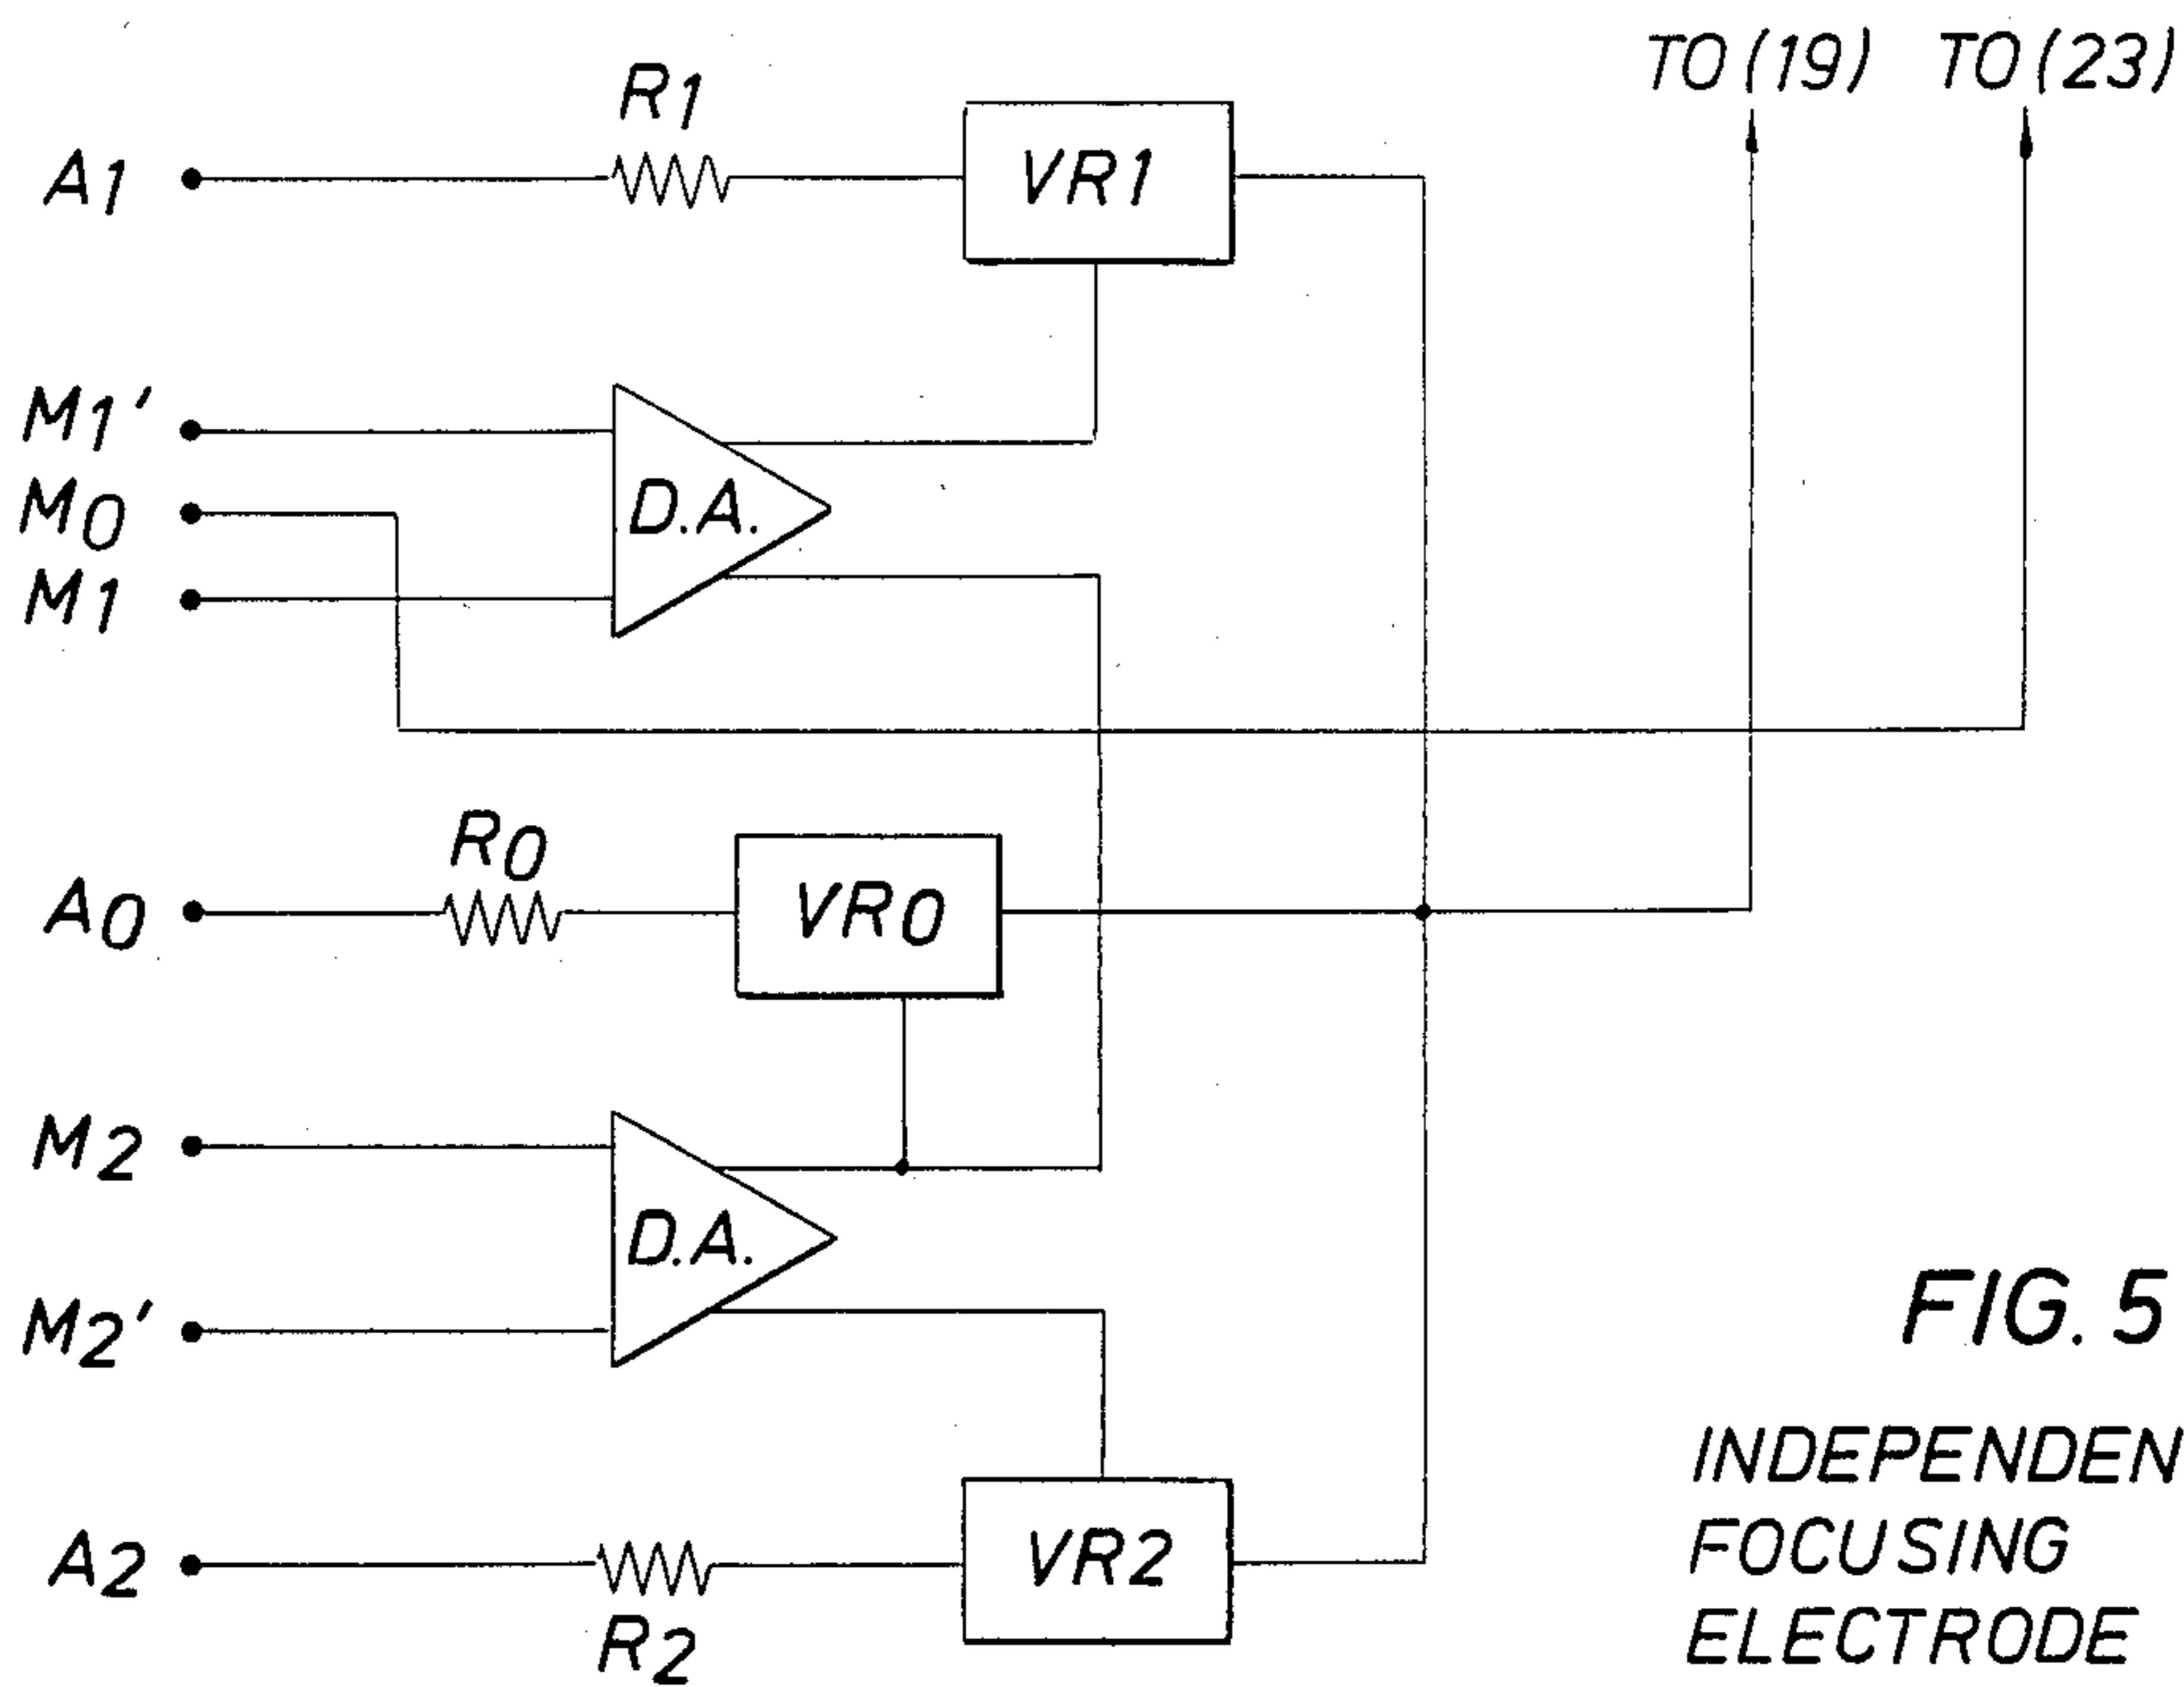 TO (19) TO (23)
R1
A1
VR1
M1'
M0
D.A.
M1
R0
A0
VR0
M2
D.A.
M2'
FIG. 5
INDEPENDEN
FOCUSING
ELECTRODE
A2
VR2
R2